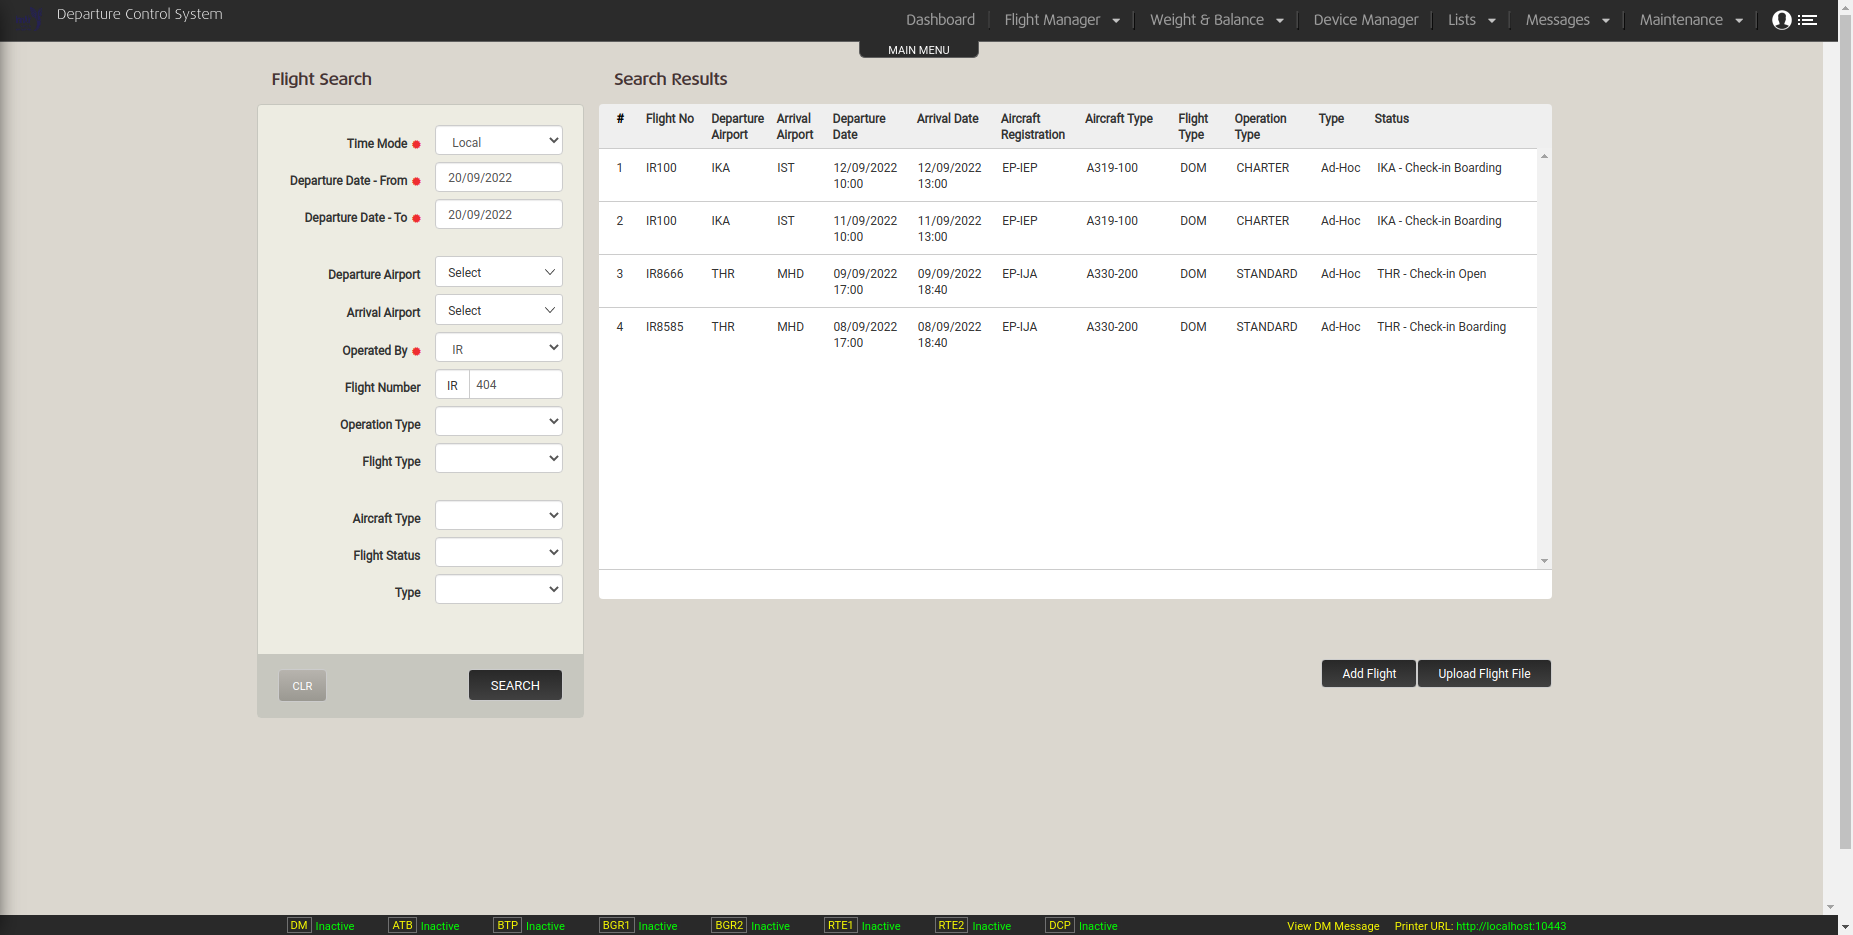 Departure Control System
Dashboard Flight Manager Weight & Balance Device Manager Lists Messages Maintenance
MAIN MENU
Flight Search
Time Mode Local
Departure Date - From 20/09/2022
Departure Date - To 20/09/2022
Departure Airport Select
Arrival Airport Select
Operated By IR
Flight Number IR 404
Operation Type
Flight Type
Aircraft Type
Flight Status
Type
CLR SEARCH
Search Results
# Flight No Departure Airport Arrival Airport Departure Date Arrival Date Aircraft Registration Aircraft Type Flight Type Operation Type Type Status
1 IR100 IKA IST 12/09/2022 10:00 12/09/2022 13:00 EP-IEP A319-100 DOM CHARTER Ad-Hoc IKA - Check-in Boarding
2 IR100 IKA IST 11/09/2022 10:00 11/09/2022 13:00 EP-IEP A319-100 DOM CHARTER Ad-Hoc IKA - Check-in Boarding
3 IR8666 THR MHD 09/09/2022 17:00 09/09/2022 18:40 EP-IJA A330-200 DOM STANDARD Ad-Hoc THR - Check-in Open
4 IR8585 THR MHD 08/09/2022 17:00 08/09/2022 18:40 EP-IJA A330-200 DOM STANDARD Ad-Hoc THR - Check-in Boarding
Add Flight Upload Flight File
DM Inactive ATB Inactive BTP Inactive BGR1 Inactive BGR2 Inactive RTE1 Inactive RTE2 Inactive DCP Inactive View DM Message Printer URL: http://localhost:10443